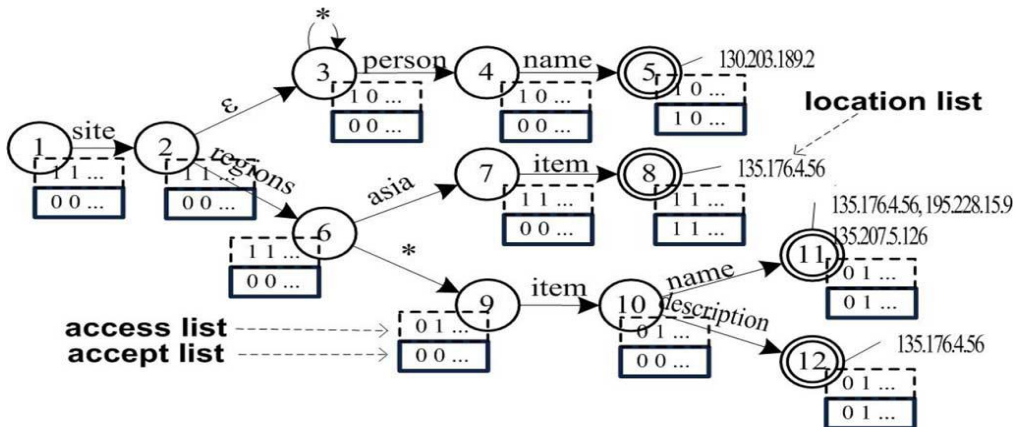 *
3 person 4 name 5 130.203.189.2
1 0 ... 1 0 ... 1 0 ...
0 0 ... 0 0 ... 1 0 ...
ε
location list
1 site 2
1 1 ... 1 1 ...
0 0 ... 0 0 ...
regions
asia 7 item 8 135.176.4.56
1 1 ... 1 1 ...
0 0 ... 1 1 ...
6
1 1 ...
0 0 ...
*
135.176.4.56, 195.228.15.9
135.207.5.126
11
0 1 ...
0 1 ...
name
9 item 10
0 1 ... 0 1 ...
0 0 ... 0 0 ...
access list
accept list
description
12 135.176.4.56
0 1 ...
0 1 ...